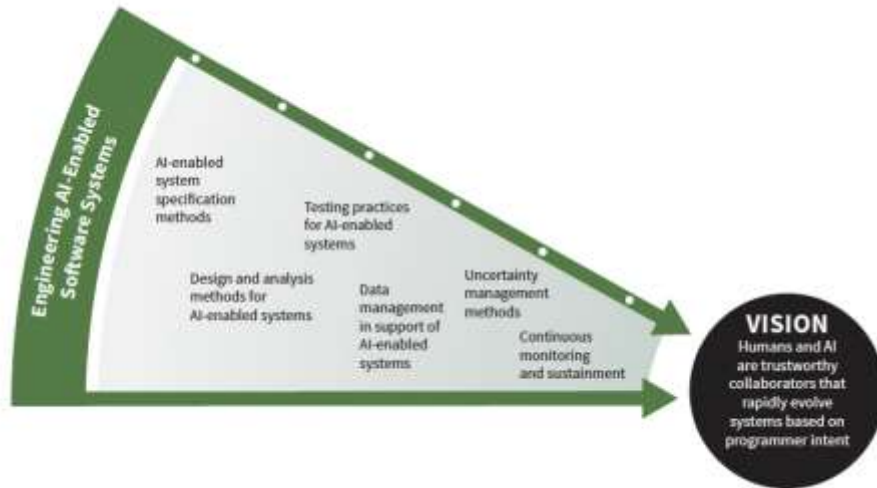 Engineering AI-Enabled
Software Systems
AI-enabled
system
specification
methods
Testing practices
for AI-enabled
systems
Design and analysis
methods for
AI-enabled systems
Data
management
in support of
AI-enabled
systems
Uncertainty
management
methods
Continuous
monitoring
and sustainment
VISION
Humans and AI
are trustworthy
collaborators that
rapidly evolve
systems based on
programmer intent